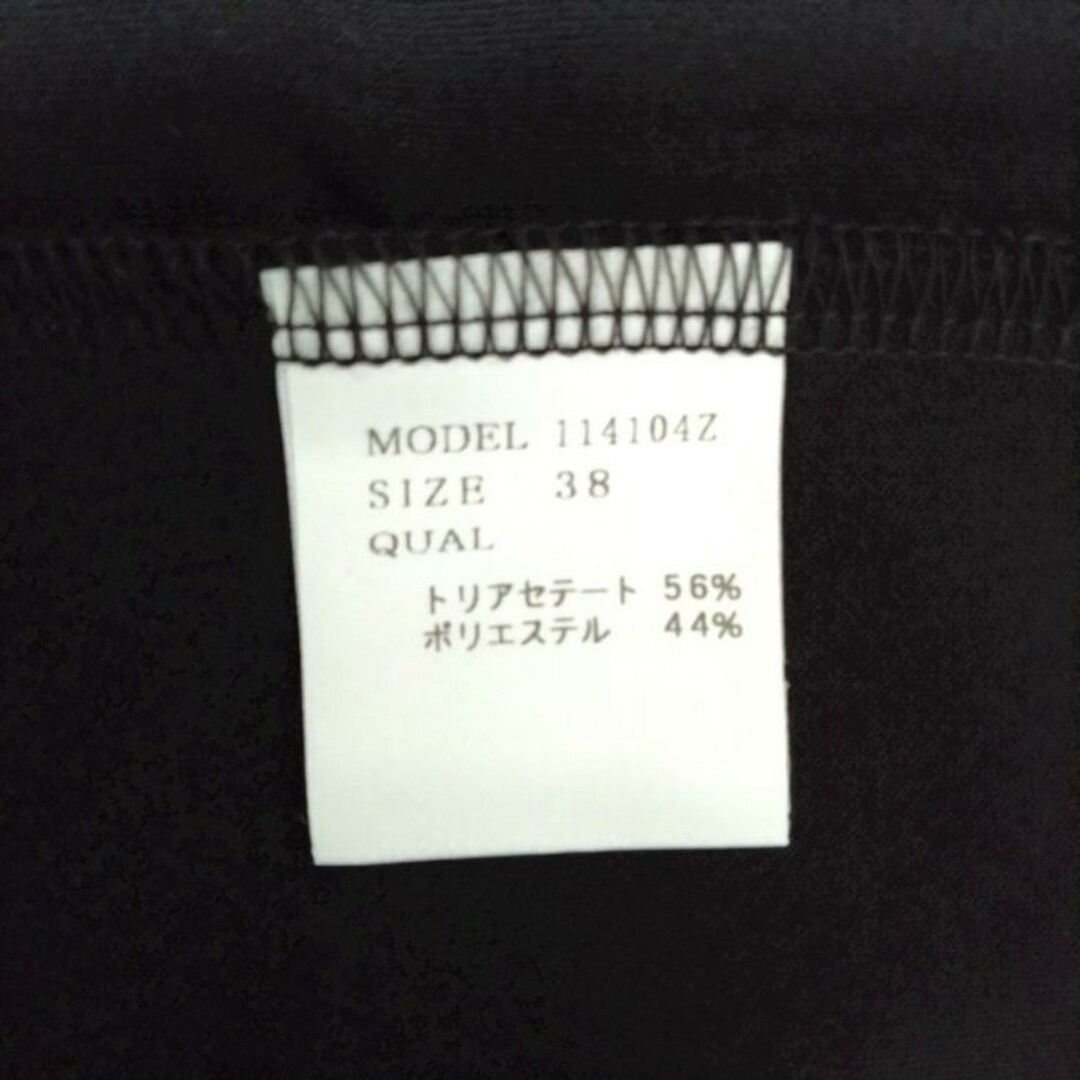 MODEL 114104Z
SIZE 38
QUAL
トリアセテート 56%
ポリエステル 44%